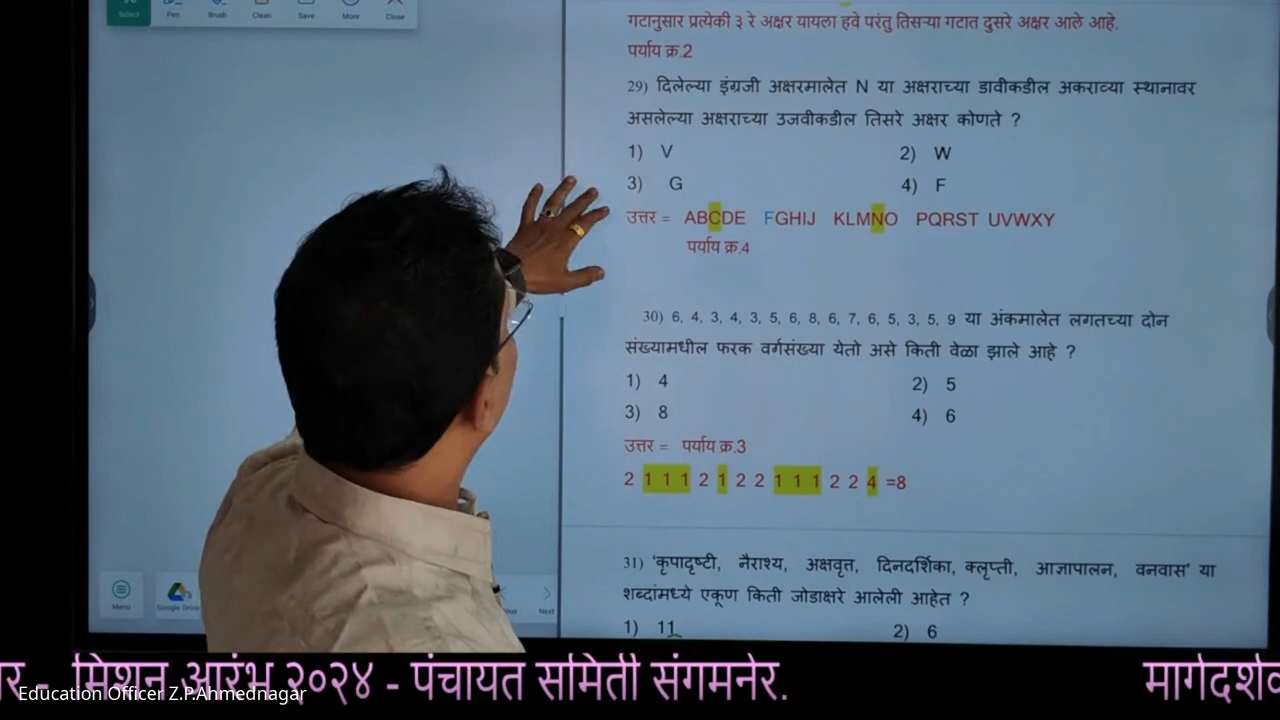 Select Pen Brush Clean Save More Close
गटानुसार प्रत्येकी ३ रे अक्षर यायला हवे परंतु तिसऱ्या गटात दुसरे अक्षर आले आहे.
पर्याय क्र.2
29) दिलेल्या इंग्रजी अक्षरमालेत N या अक्षराच्या डावीकडील अकराव्या स्थानावर
असलेल्या अक्षराच्या उजवीकडील तिसरे अक्षर कोणते ?
1) V 2) W
3) G 4) F
उत्तर = ABCDE FGHIJ KLMNO PQRST UVWXY
पर्याय क्र.4
30) 6, 4, 3, 4, 3, 5, 6, 8, 6, 7, 6, 5, 3, 5, 9 या अंकमालेत लगतच्या दोन
संख्यामधील फरक वर्गसंख्या येतो असे किती वेळा झाले आहे ?
1) 4 2) 5
3) 8 4) 6
उत्तर = पर्याय क्र.3
2 1 1 1 2 1 2 2 1 1 1 2 2 4 =8
31) 'कृपादृष्टी, नैराश्य, अक्षवृत्त, दिनदर्शिका, क्लृप्ती, आज्ञापालन, वनवास' या
शब्दांमध्ये एकूण किती जोडाक्षरे आलेली आहेत ?
1) 11 2) 6
Menu Google Drive Next
र - मिशन आरंभ २०२४ - पंचायत समिती संगमनेर. मार्गदर्शक
Education Officer Z.P.Ahmednagar